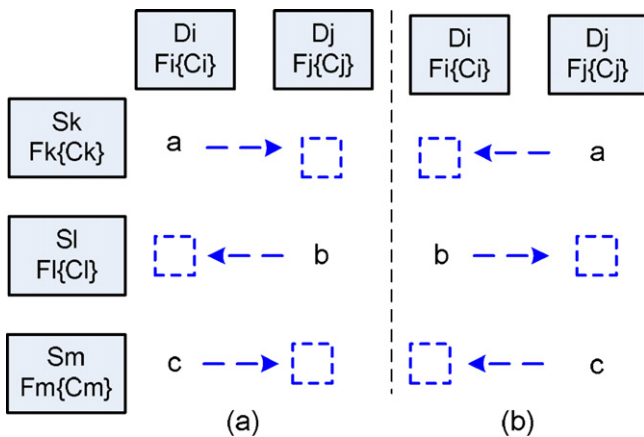 Di Dj Di Dj
Fi{Ci} Fj{Cj} Fi{Ci} Fj{Cj}
Sk
Fk{Ck}
a a
Sl
Fl{Cl}
b b
Sm
Fm{Cm}
c c
(a) (b)